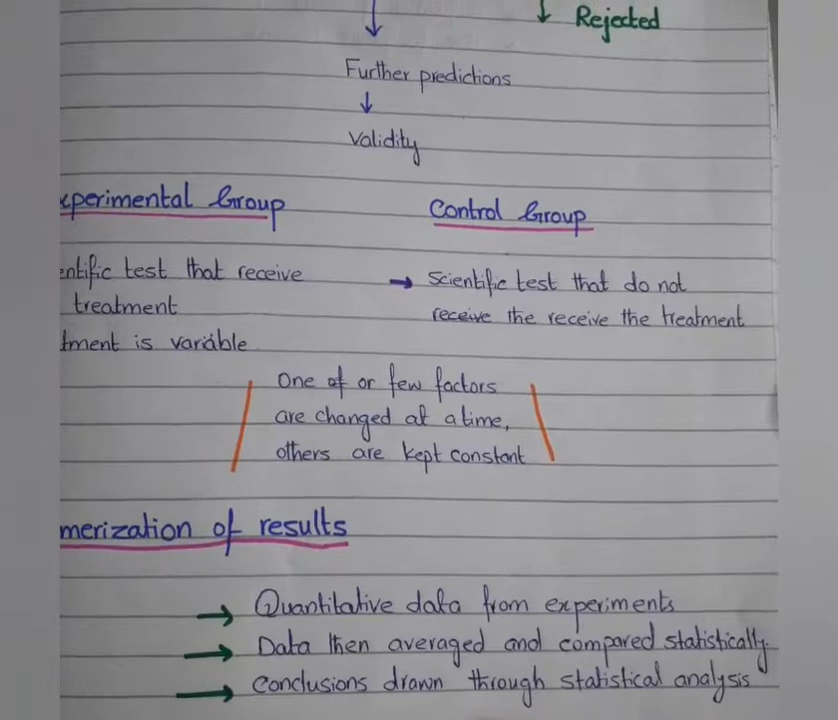 Rejected
Further predictions
Validity
xperimental Group
Control Group
entific test that receive
treatment
tment is variable
→ Scientific test that do not
receive the receive the treatment
One of or few factors
are changed at a time,
others are kept constant
merization of results
→ Quantitative data from experiments
→ Data then averaged and compared statistically.
→ Conclusions drawn through statistical analysis